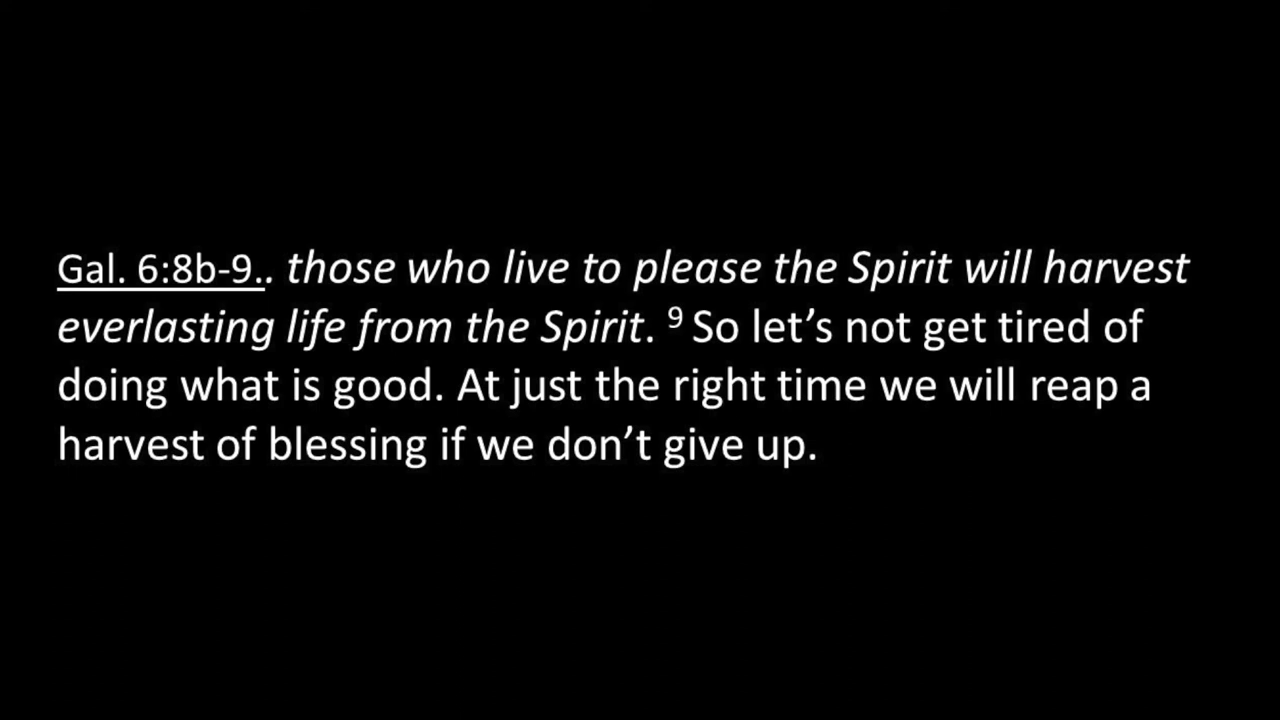 Gal. 6:8b-9.. those who live to please the Spirit will harvest
everlasting life from the Spirit. 9 So let’s not get tired of
doing what is good. At just the right time we will reap a
harvest of blessing if we don’t give up.